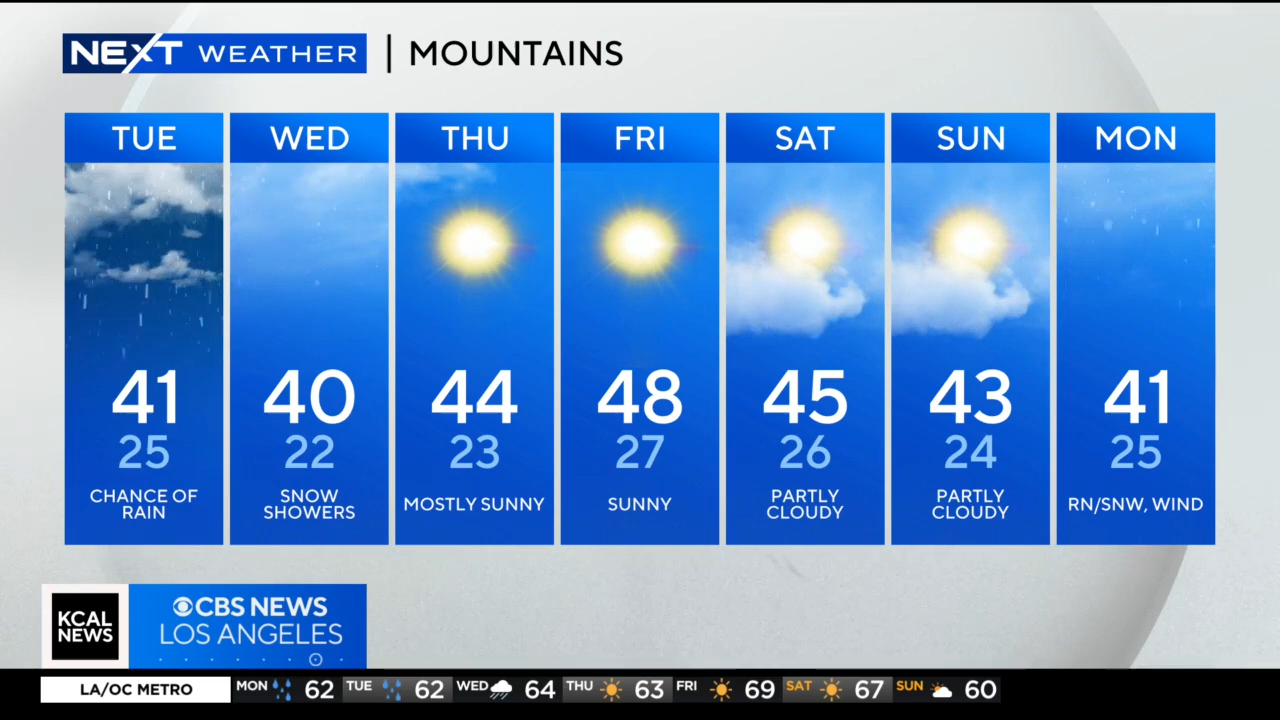 NEXT WEATHER | MOUNTAINS
TUE WED THU FRI SAT SUN MON
41 40 44 48 45 43 41
25 22 23 27 26 24 25
CHANCE OF RAIN
SNOW SHOWERS
MOSTLY SUNNY
SUNNY
PARTLY CLOUDY
PARTLY CLOUDY
RN/SNW, WIND
KCAL NEWS
CBS NEWS
LOS ANGELES
LA/OC METRO MON 62 TUE 62 WED 64 THU 63 FRI 69 SAT 67 SUN 60